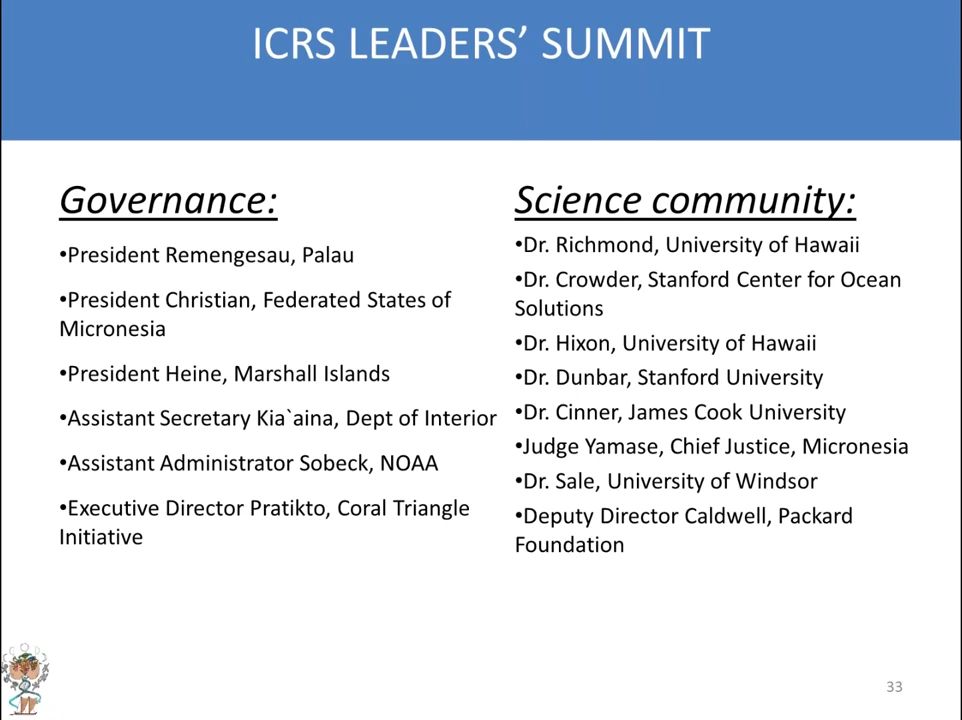 ICRS LEADERS’ SUMMIT
Governance:
•President Remengesau, Palau
•President Christian, Federated States of
Micronesia
•President Heine, Marshall Islands
•Assistant Secretary Kia`aina, Dept of Interior
•Assistant Administrator Sobeck, NOAA
•Executive Director Pratikto, Coral Triangle
Initiative
Science community:
•Dr. Richmond, University of Hawaii
•Dr. Crowder, Stanford Center for Ocean
Solutions
•Dr. Hixon, University of Hawaii
•Dr. Dunbar, Stanford University
•Dr. Cinner, James Cook University
•Judge Yamase, Chief Justice, Micronesia
•Dr. Sale, University of Windsor
•Deputy Director Caldwell, Packard
Foundation
33